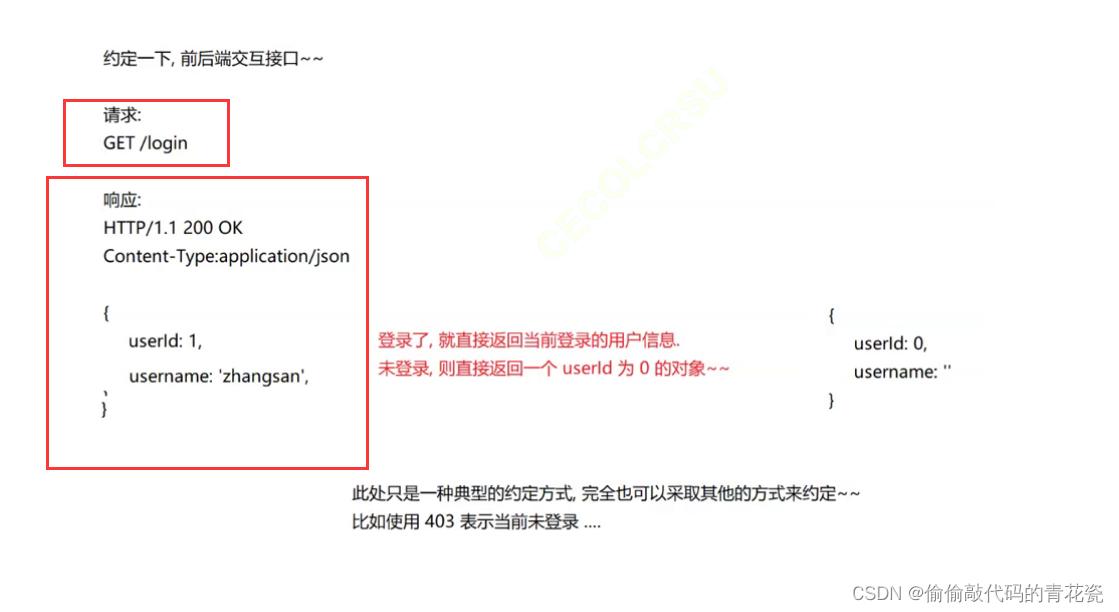 约定一下, 前后端交互接口~~
请求:
GET /login
响应:
HTTP/1.1 200 OK
Content-Type:application/json
{
userId: 1,
username: 'zhangsan',
}
登录了, 就直接返回当前登录的用户信息.
未登录, 则直接返回一个 userId 为 0 的对象~~
{
userId: 0,
username: ''
}
此处只是一种典型的约定方式, 完全也可以采取其他的方式来约定~~
比如使用 403 表示当前未登录 ....
CECOLCRSU
CSDN @偷偷敲代码的青花瓷